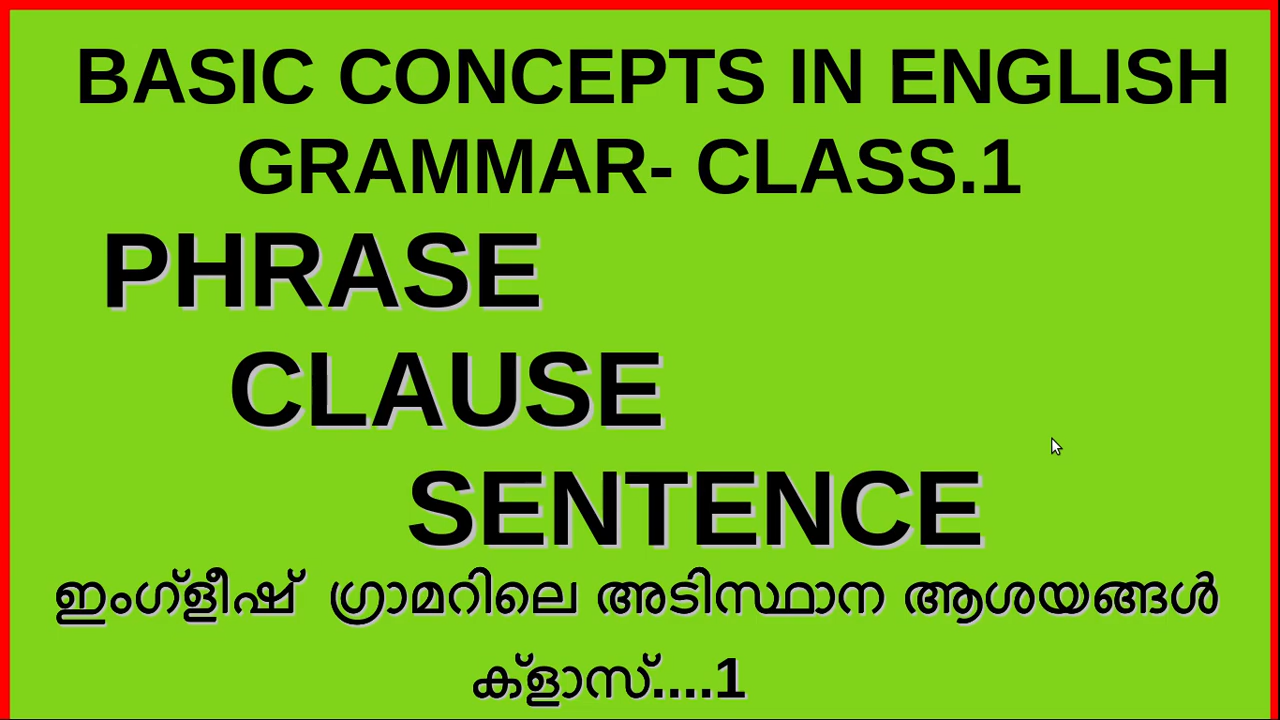 BASIC CONCEPTS IN ENGLISH
GRAMMAR- CLASS.1
PHRASE
CLAUSE
SENTENCE
ഇംഗ്ളീഷ് ഗ്രാമറിലെ അടിസ്ഥാന ആശയങ്ങൾ
ക്ളാസ്....1